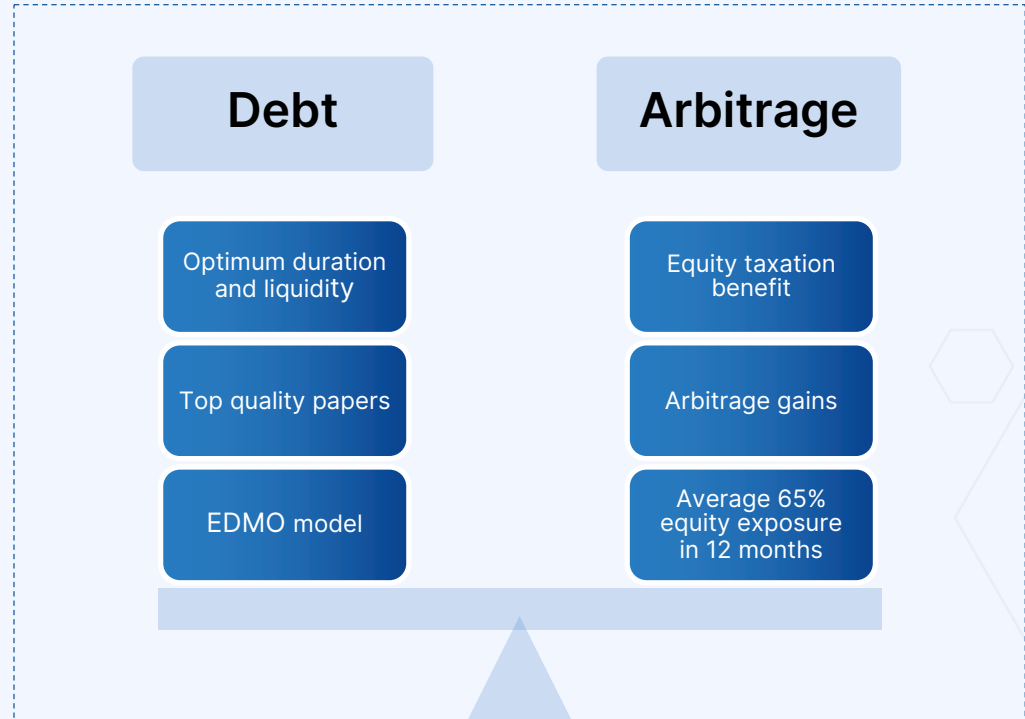 Debt
Optimum duration
and liquidity
Top quality papers
EDMO model
Arbitrage
Equity taxation
benefit
Arbitrage gains
Average 65%
equity exposure
in 12 months